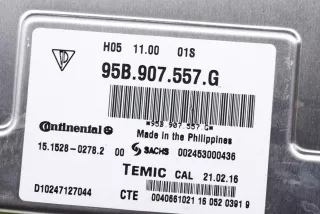 H05 11.00 01S
95B.907.557.G
*95B.907.557.G*
Continental
Made in the Philippines
15.1528-0278.2 00 SACHS 002453000436
TEMIC CAL 21.02.16
D10247127044 CTE 0040661021 16 052 0391 9